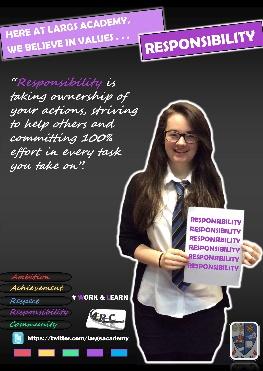 HERE AT LARGS ACADEMY,
WE BELIEVE IN VALUES . . .
RESPONSIBILITY
"Responsibility is
taking ownership of
your actions, striving
to help others and
committing 100%
effort in every task
you take on"!
RESPONSIBILITY
RESPONSIBILITY
RESPONSIBILITY
RESPONSIBILITY
RESPONSIBILITY
RESPONSIBILITY
Ambition
Achievement
Respect
Responsibility
Community
WORK & LEARN
https://twitter.com/largsacademy